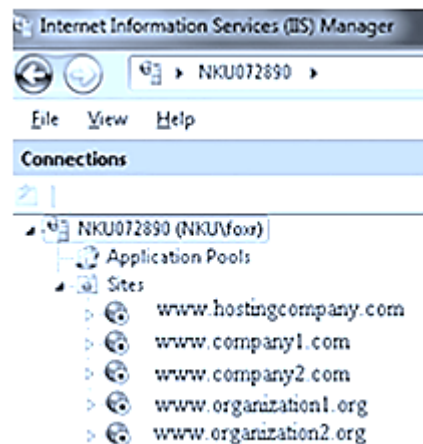 Internet Information Services (IIS) Manager
NKU072890
File View Help
Connections
NKU072890 (NKU\foxr)
Application Pools
Sites
www.hostingcompany.com
www.company1.com
www.company2.com
www.organization1.org
www.organization2.org